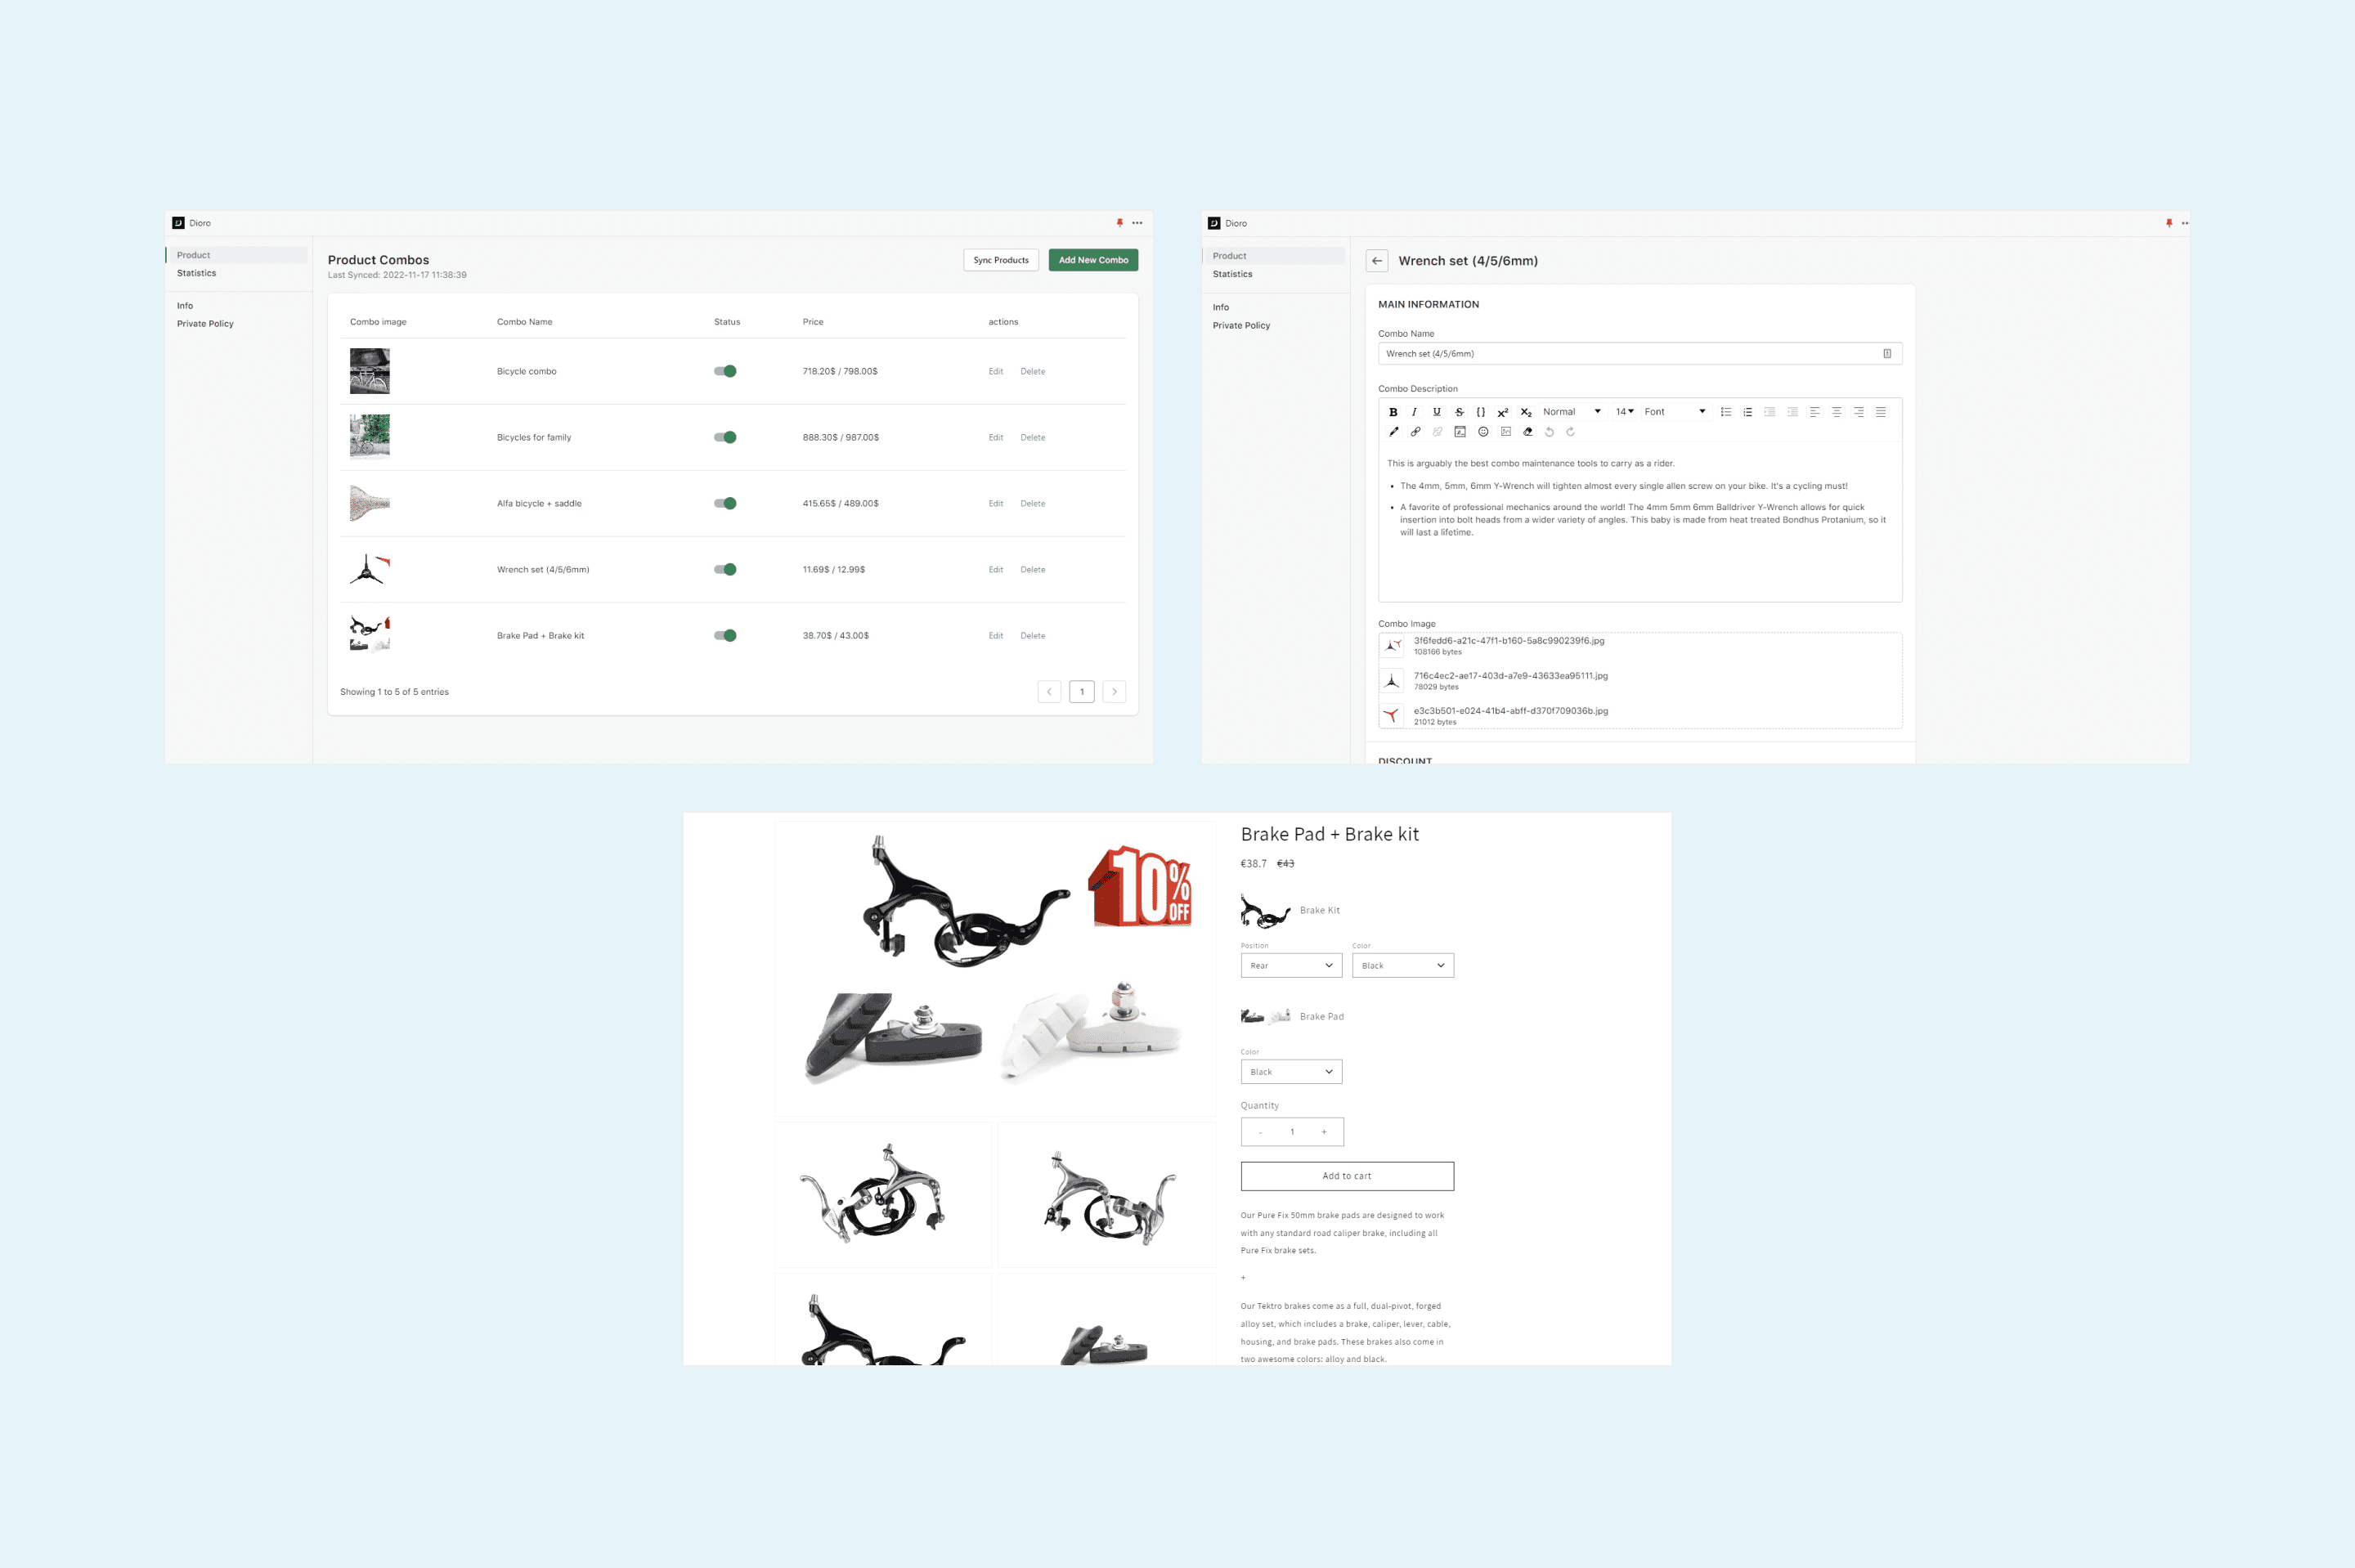 Dioro
Product
Statistics
Info
Private Policy
Product Combos
Last Synced: 2022-11-17 11:38:39
Sync Products
Add New Combo
Combo image Combo Name Status Price actions
Bicycle combo 718.20$ / 798.00$ Edit Delete
Bicycles for family 888.30$ / 987.00$ Edit Delete
Alfa bicycle + saddle 415.65$ / 489.00$ Edit Delete
Wrench set (4/5/6mm) 11.69$ / 12.99$ Edit Delete
Brake Pad + Brake kit 38.70$ / 43.00$ Edit Delete
Showing 1 to 5 of 5 entries
1
Dioro
Product
Statistics
Info
Private Policy
Wrench set (4/5/6mm)
MAIN INFORMATION
Combo Name
Wrench set (4/5/6mm)
Combo Description
B I U S {} X² X₂ Normal 14 Font
This is arguably the best combo maintenance tools to carry as a rider.
• The 4mm, 5mm, 6mm Y-Wrench will tighten almost every single allen screw on your bike. It's a cycling must!
• A favorite of professional mechanics around the world! The 4mm 5mm 6mm Balldriver Y-Wrench allows for quick
insertion into bolt heads from a wider variety of angles. This baby is made from heat treated Bondhus Protanium, so it
will last a lifetime.
Combo Image
3f6fedd6-a21c-47f1-b160-5a8c990239f6.jpg
108166 bytes
716c4ec2-ae17-403d-a7e9-43633ea95111.jpg
78029 bytes
e3c3b501-e024-41b4-abff-d370f709036b.jpg
21012 bytes
DISCOUNT
10%
OFF
Brake Pad + Brake kit
€38.7 €43
Brake Kit
Position Color
Rear Black
Brake Pad
Color
Black
Quantity
- 1 +
Add to cart
Our Pure Fix 50mm brake pads are designed to work
with any standard road caliper brake, including all
Pure Fix brake sets.
+
Our Tektro brakes come as a full, dual-pivot, forged
alloy set, which includes a brake, caliper, lever, cable,
housing, and brake pads. These brakes also come in
two awesome colors: alloy and black.